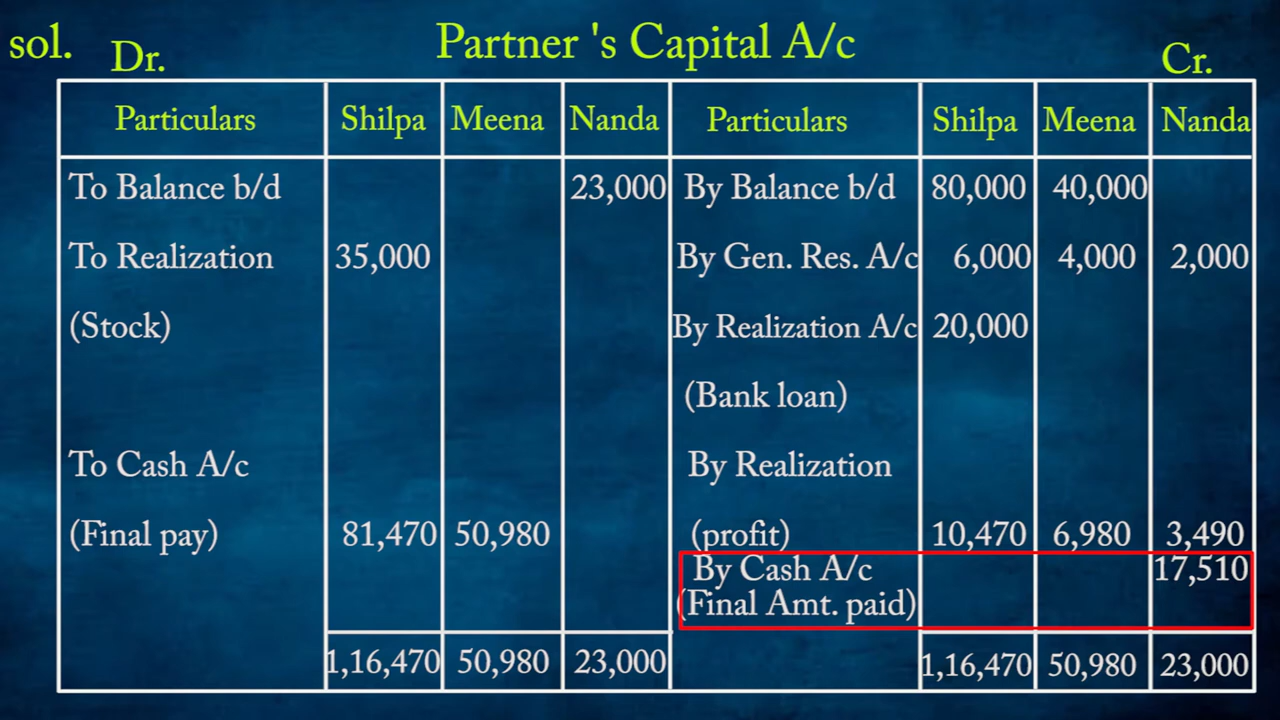 sol. Dr. Partner 's Capital A/c Cr.
Particulars Shilpa Meena Nanda Particulars Shilpa Meena Nanda
To Balance b/d 23,000 By Balance b/d 80,000 40,000
To Realization 35,000 By Gen. Res. A/c 6,000 4,000 2,000
(Stock) By Realization A/c 20,000
(Bank loan)
To Cash A/c By Realization
(Final pay) 81,470 50,980 (profit) 10,470 6,980 3,490
By Cash A/c 17,510
(Final Amt. paid)
1,16,470 50,980 23,000 1,16,470 50,980 23,000